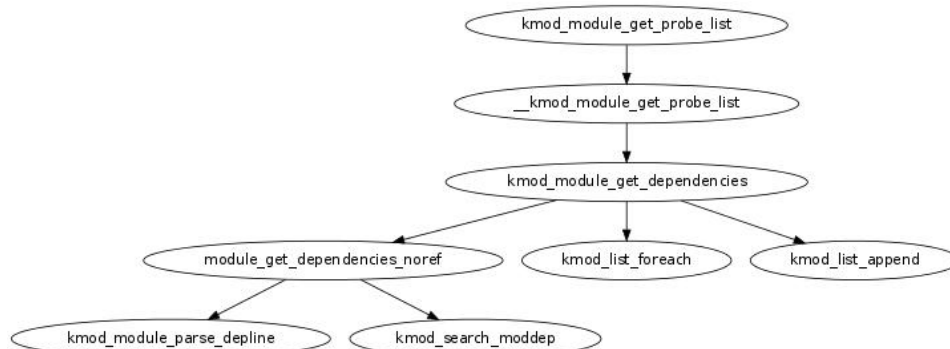 kmod_module_get_probe_list
__kmod_module_get_probe_list
kmod_module_get_dependencies
module_get_dependencies_noref
kmod_list_foreach
kmod_list_append
kmod_module_parse_depline
kmod_search_moddep